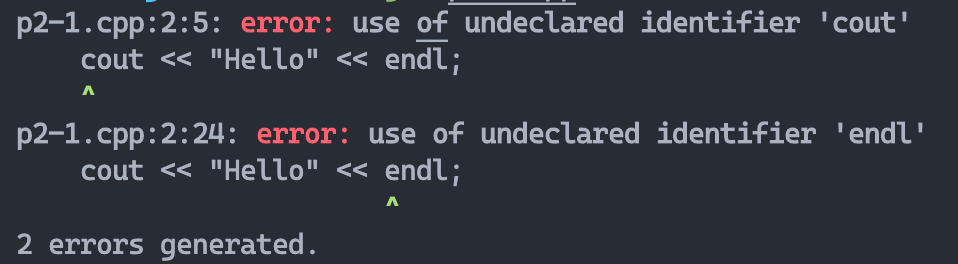 p2-1.cpp:2:5: error: use of undeclared identifier 'cout'
cout << "Hello" << endl;
^
p2-1.cpp:2:24: error: use of undeclared identifier 'endl'
cout << "Hello" << endl;
^
2 errors generated.